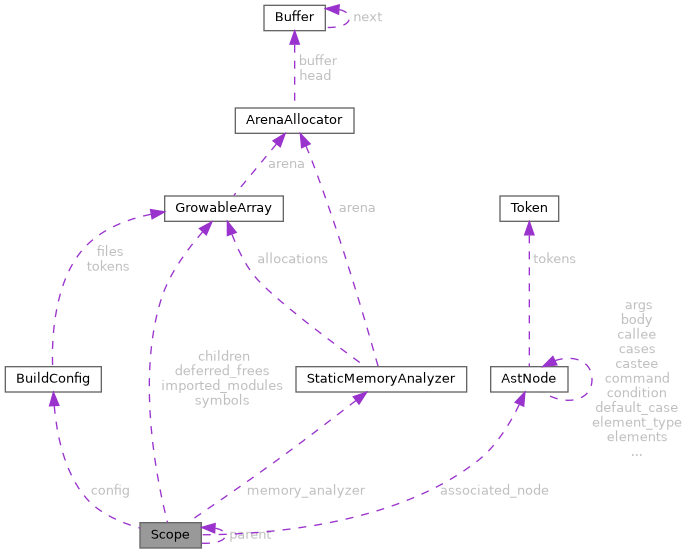 Buffer
next
buffer
head
ArenaAllocator
arena
GrowableArray
arena
Token
files
tokens
allocations
tokens
args
body
callee
cases
castee
command
condition
default_case
element_type
elements
...
children
deferred_frees
imported_modules
symbols
BuildConfig
StaticMemoryAnalyzer
AstNode
config
memory_analyzer
associated_node
Scope
parent